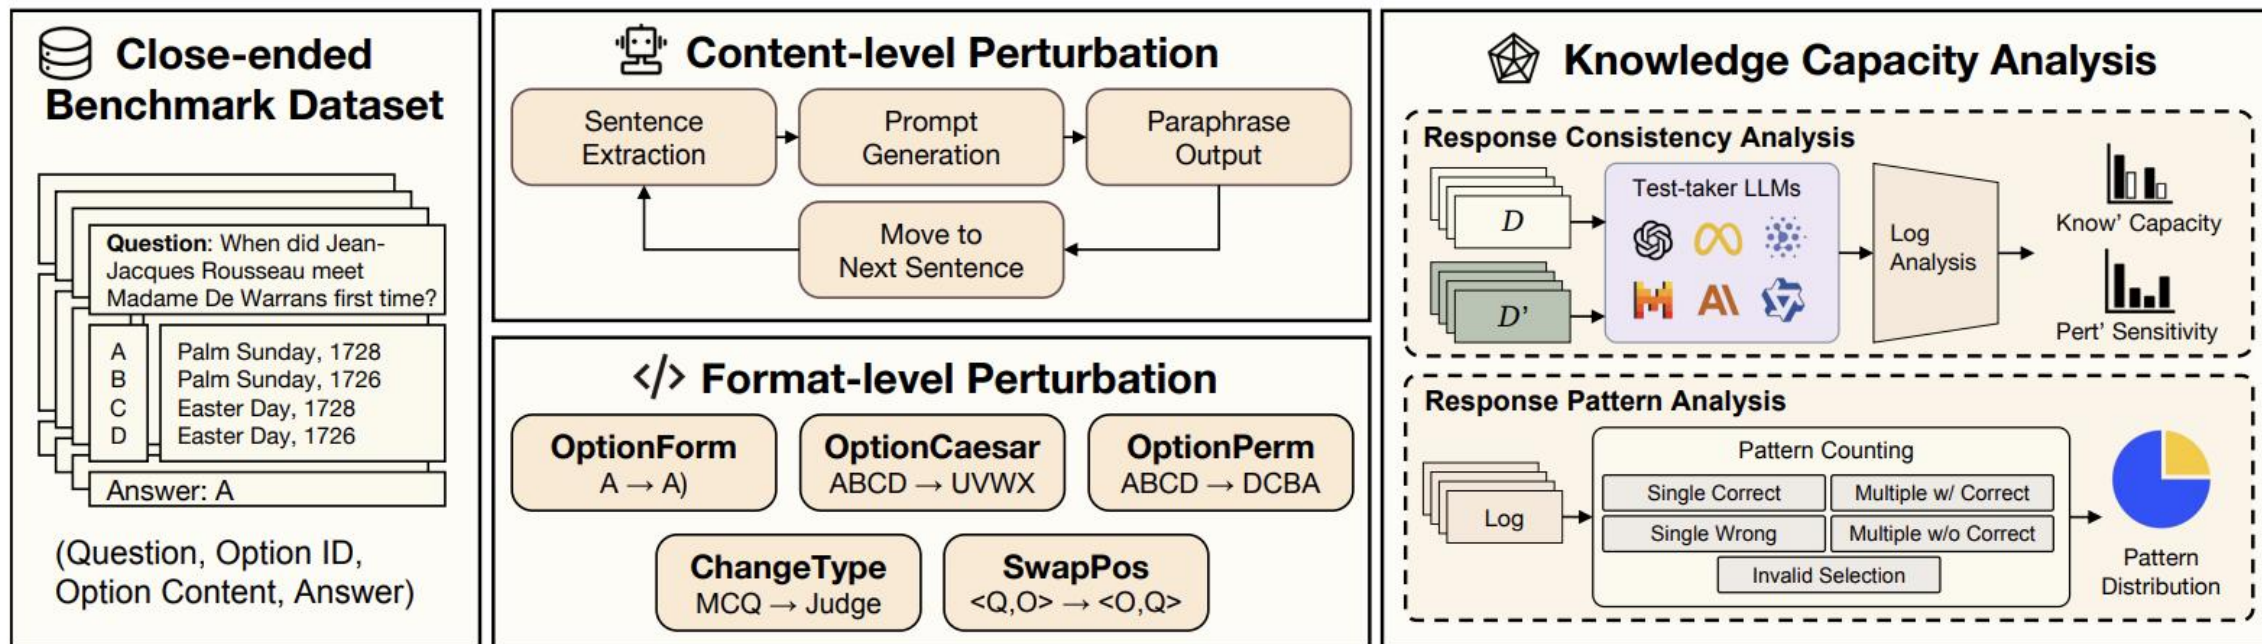 Close-ended
Benchmark Dataset
Question: When did Jean-
Jacques Rousseau meet
Madame De Warrans first time?
A Palm Sunday, 1728
B Palm Sunday, 1726
C Easter Day, 1728
D Easter Day, 1726
Answer: A
(Question, Option ID,
Option Content, Answer)
Content-level Perturbation
Sentence
Extraction
Prompt
Generation
Paraphrase
Output
Move to
Next Sentence
</> Format-level Perturbation
OptionForm
A → A)
OptionCaesar
ABCD → UVWX
OptionPerm
ABCD → DCBA
ChangeType
MCQ → Judge
SwapPos
<Q,O> → <O,Q>
Knowledge Capacity Analysis
Response Consistency Analysis
D
D’
Test-taker LLMs
Log
Analysis
Know’ Capacity
Pert’ Sensitivity
Response Pattern Analysis
Log
Pattern Counting
Single Correct
Multiple w/ Correct
Single Wrong
Multiple w/o Correct
Invalid Selection
Pattern
Distribution